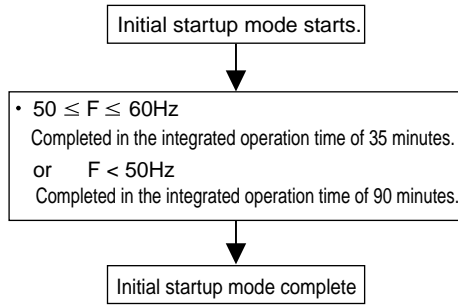 Initial startup mode starts.
• 50 ≤ F ≤ 60Hz
Completed in the integrated operation time of 35 minutes.
or F < 50Hz
Completed in the integrated operation time of 90 minutes.
Initial startup mode complete